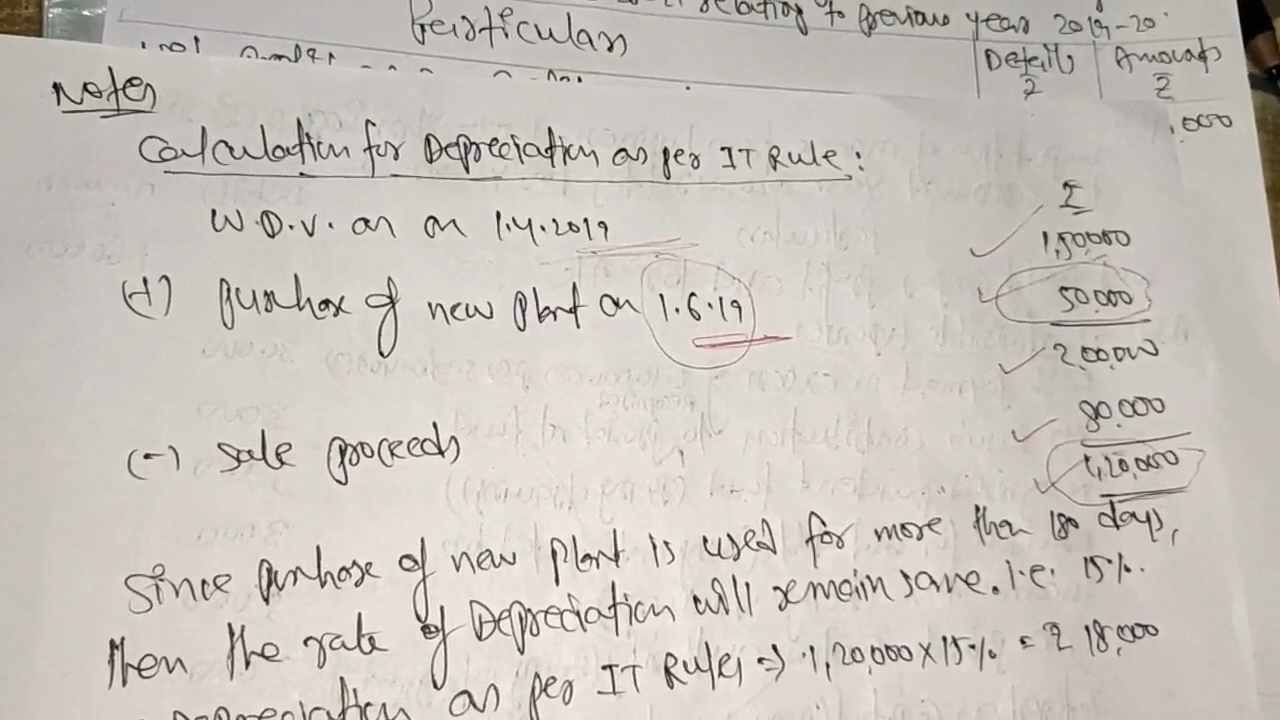 relating to previous year 2019-20
Particulars
Details ₹
Amount ₹
Notes
,000
Calculation for Depreciation as per IT Rule:
₹
W.D.V. as on 1.4.2019 1,50,000
(+) purchase of new plant on 1.6.19 50,000
2,00,000
(-) sale proceeds 80,000
1,20,000
Since purchase of new plant is used for more than 180 days,
then the rate of Depreciation will remain same. i.e. 15%.
Depreciation as per IT Rules => 1,20,000 x 15% = ₹ 18,000